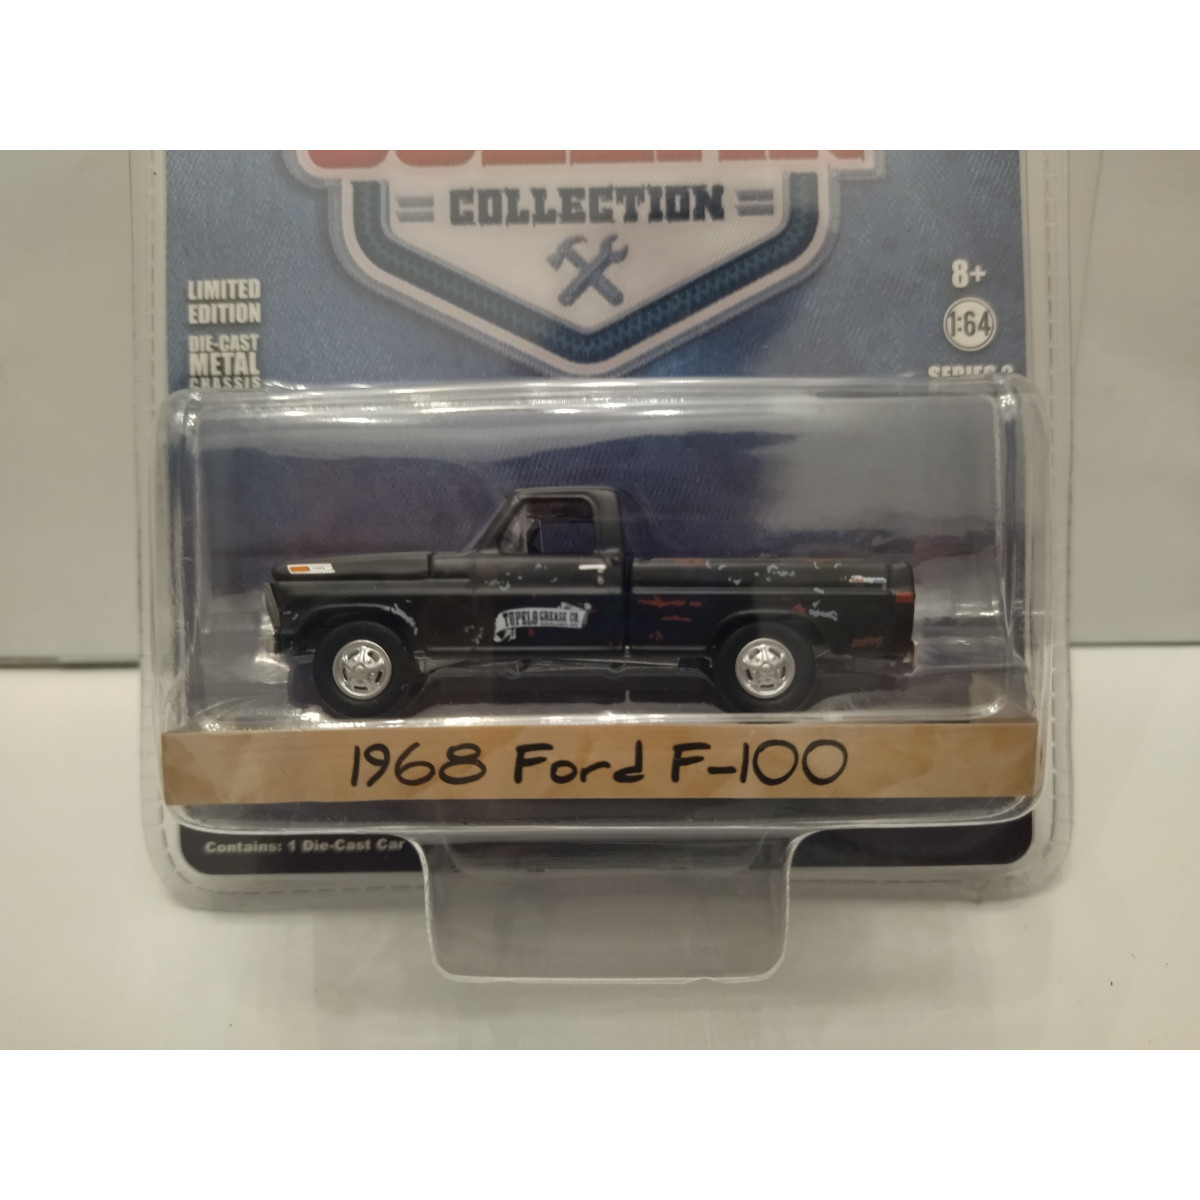 COLLECTION
LIMITED
EDITION
DIE-CAST
METAL
CHASSIS
8+
1:64
TUPELO GREASE CO.
1968 Ford F-100
Contains: 1 Die-Cast Car